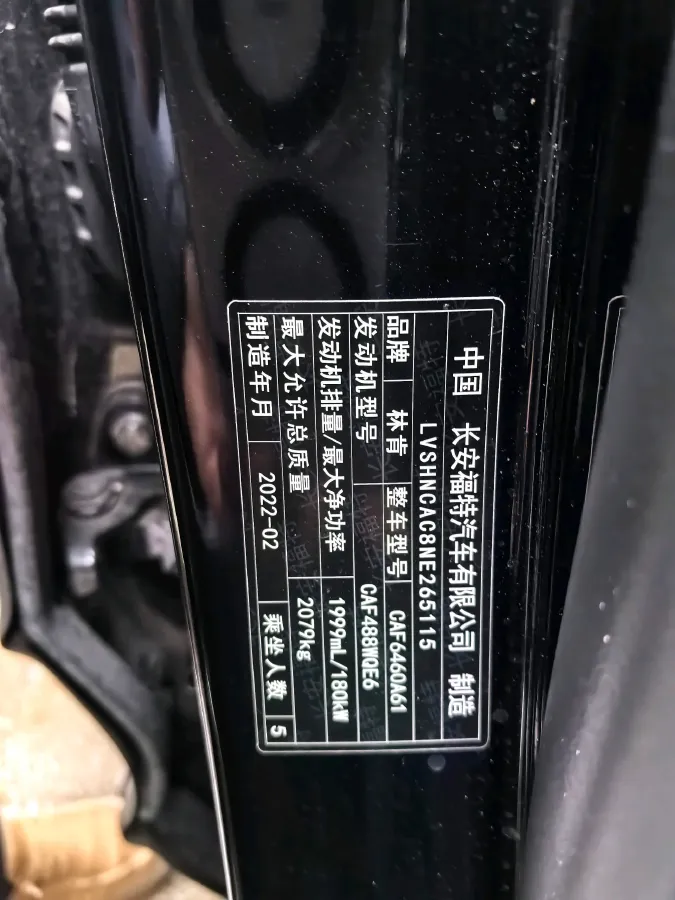 中国 长安福特汽车有限公司 制造
LVSHNCAC8NE265115
品牌 林肯 整车型号 CAF6460A61
发动机型号 CAF488WQE6
发动机排量/最大净功率 1999mL/180kW
最大允许总质量 2079kg
制造年月 2022-02 乘坐人数 5